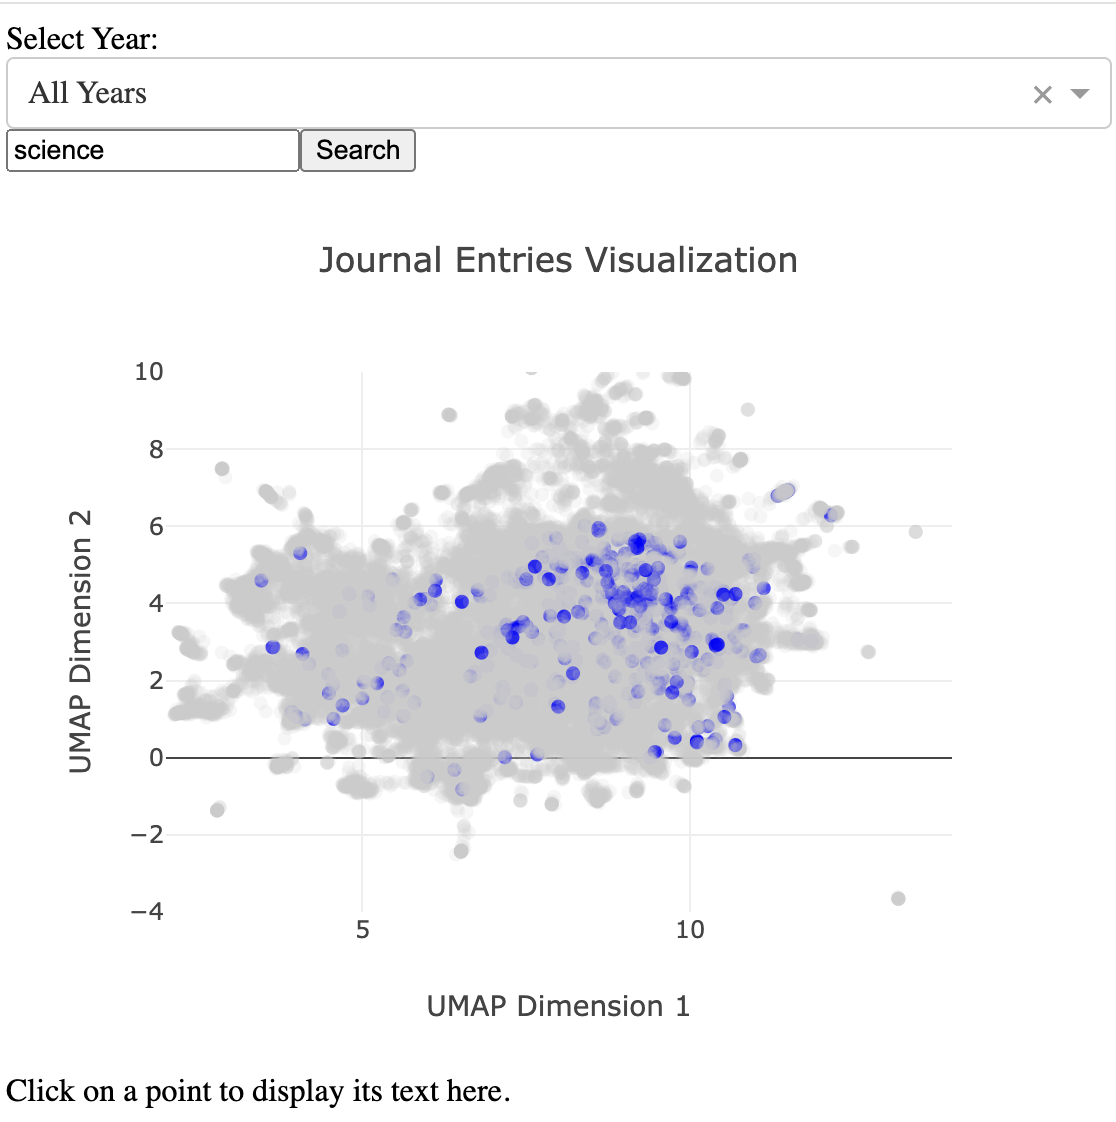 Select Year:
All Years
science Search
Journal Entries Visualization
10
8
6
4
2
0
−2
−4
5 10
UMAP Dimension 2
UMAP Dimension 1
Click on a point to display its text here.